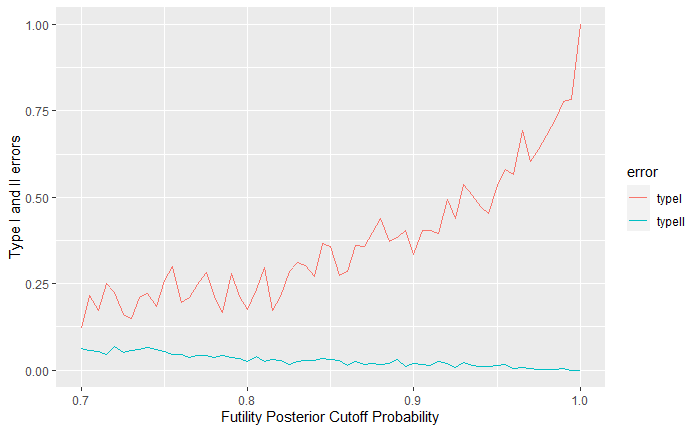 1.00
0.75
0.50
0.25
0.00
Type I and II errors
0.7
0.8
0.9
1.0
Futility Posterior Cutoff Probability
error
typeI
typeII